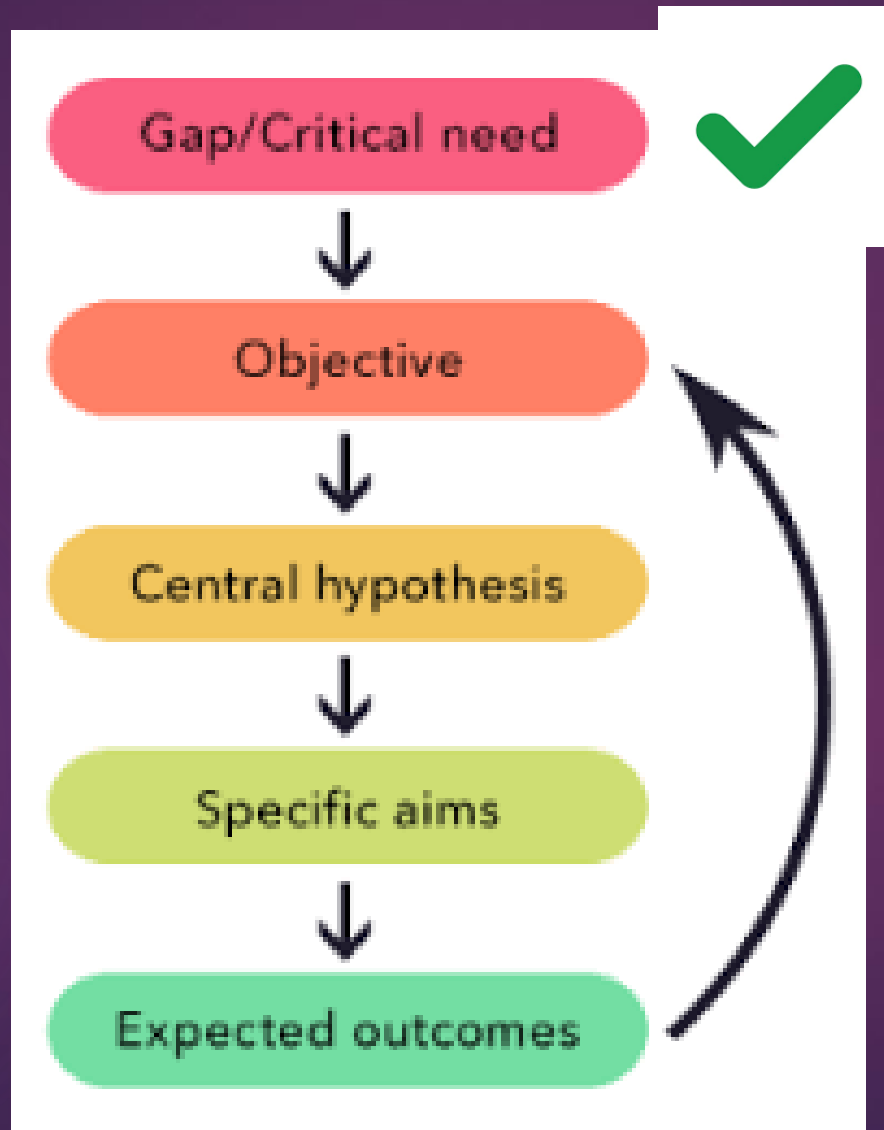 Gap/Critical need
Objective
Central hypothesis
Specific aims
Expected outcomes